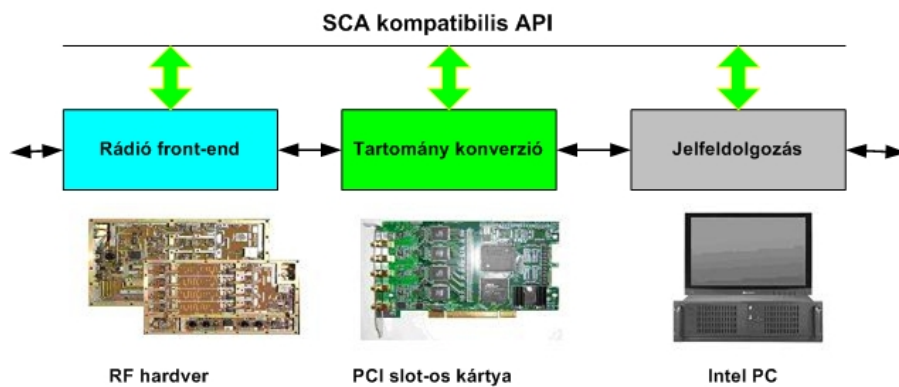 SCA kompatibilis API
Rádió front-end
Tartomány konverzió
Jelfeldolgozás
RF hardver
PCI slot-os kártya
Intel PC